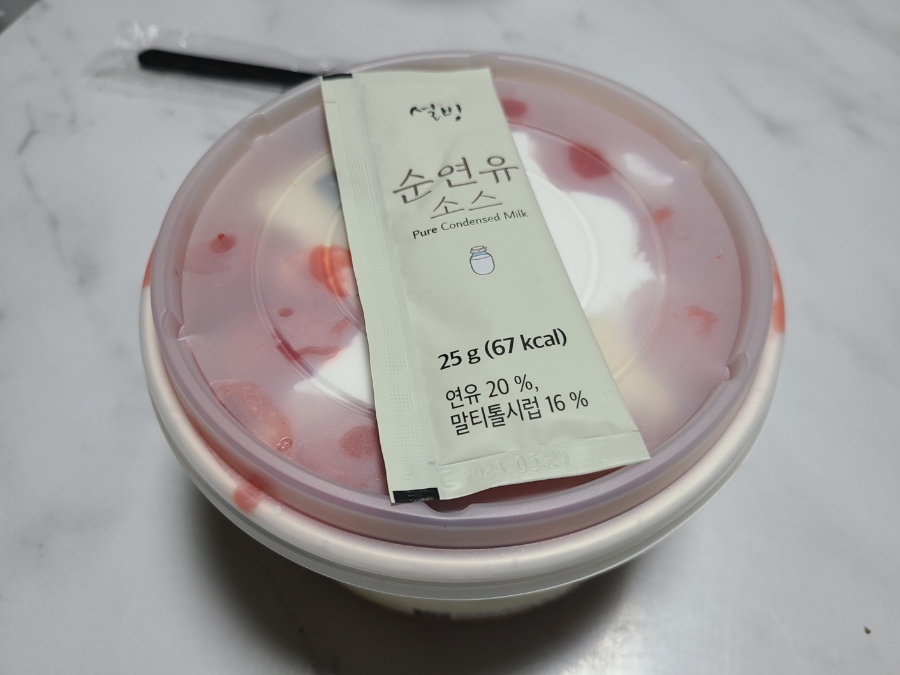 설빙
순연유
소스
Pure Condensed Milk
25 g (67 kcal)
연유 20 %,
말티톨시럽 16 %